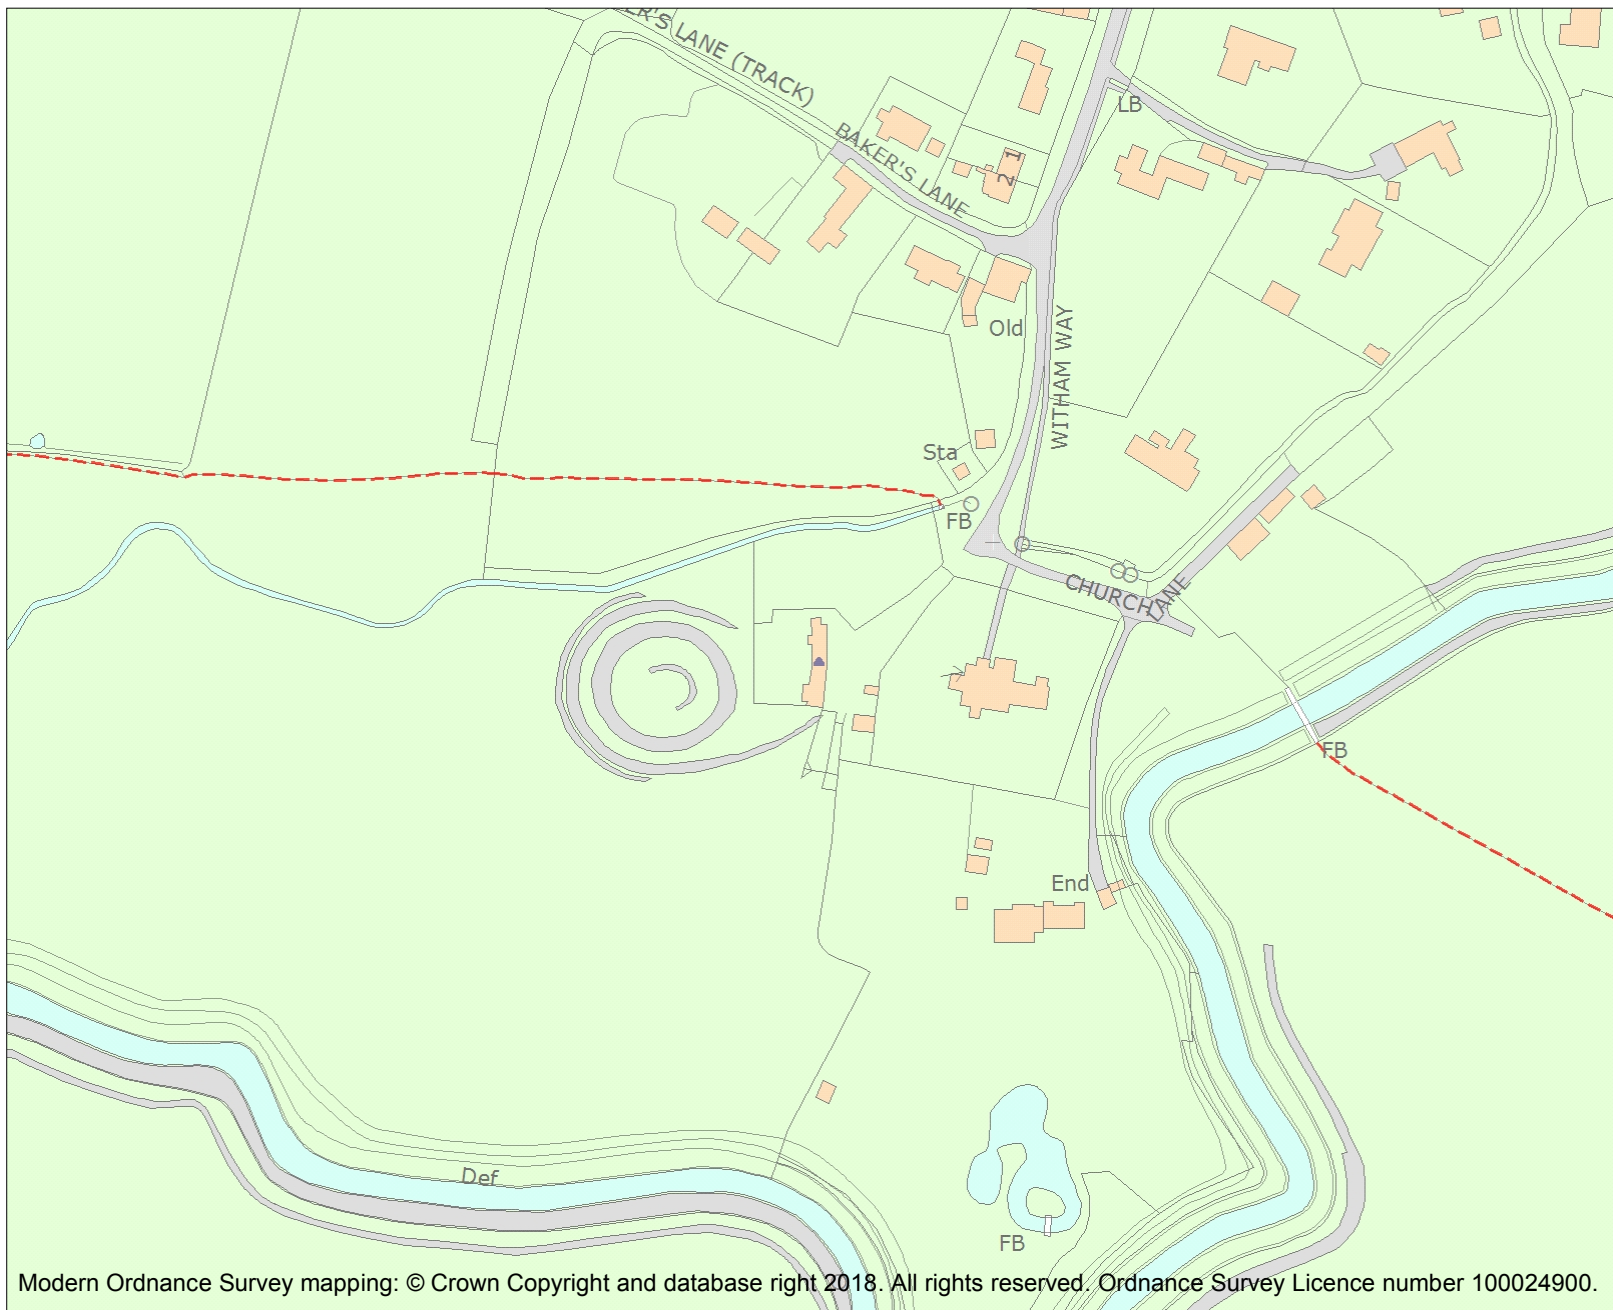 ER'S LANE (TRACK)
LB
BAKER'S LANE
1
2
Old
WITHAM WAY
Sta
FB
CHURCH LANE
FB
End
Def
FB
Modern Ordnance Survey mapping: © Crown Copyright and database right 2018. All rights reserved. Ordnance Survey Licence number 100024900.